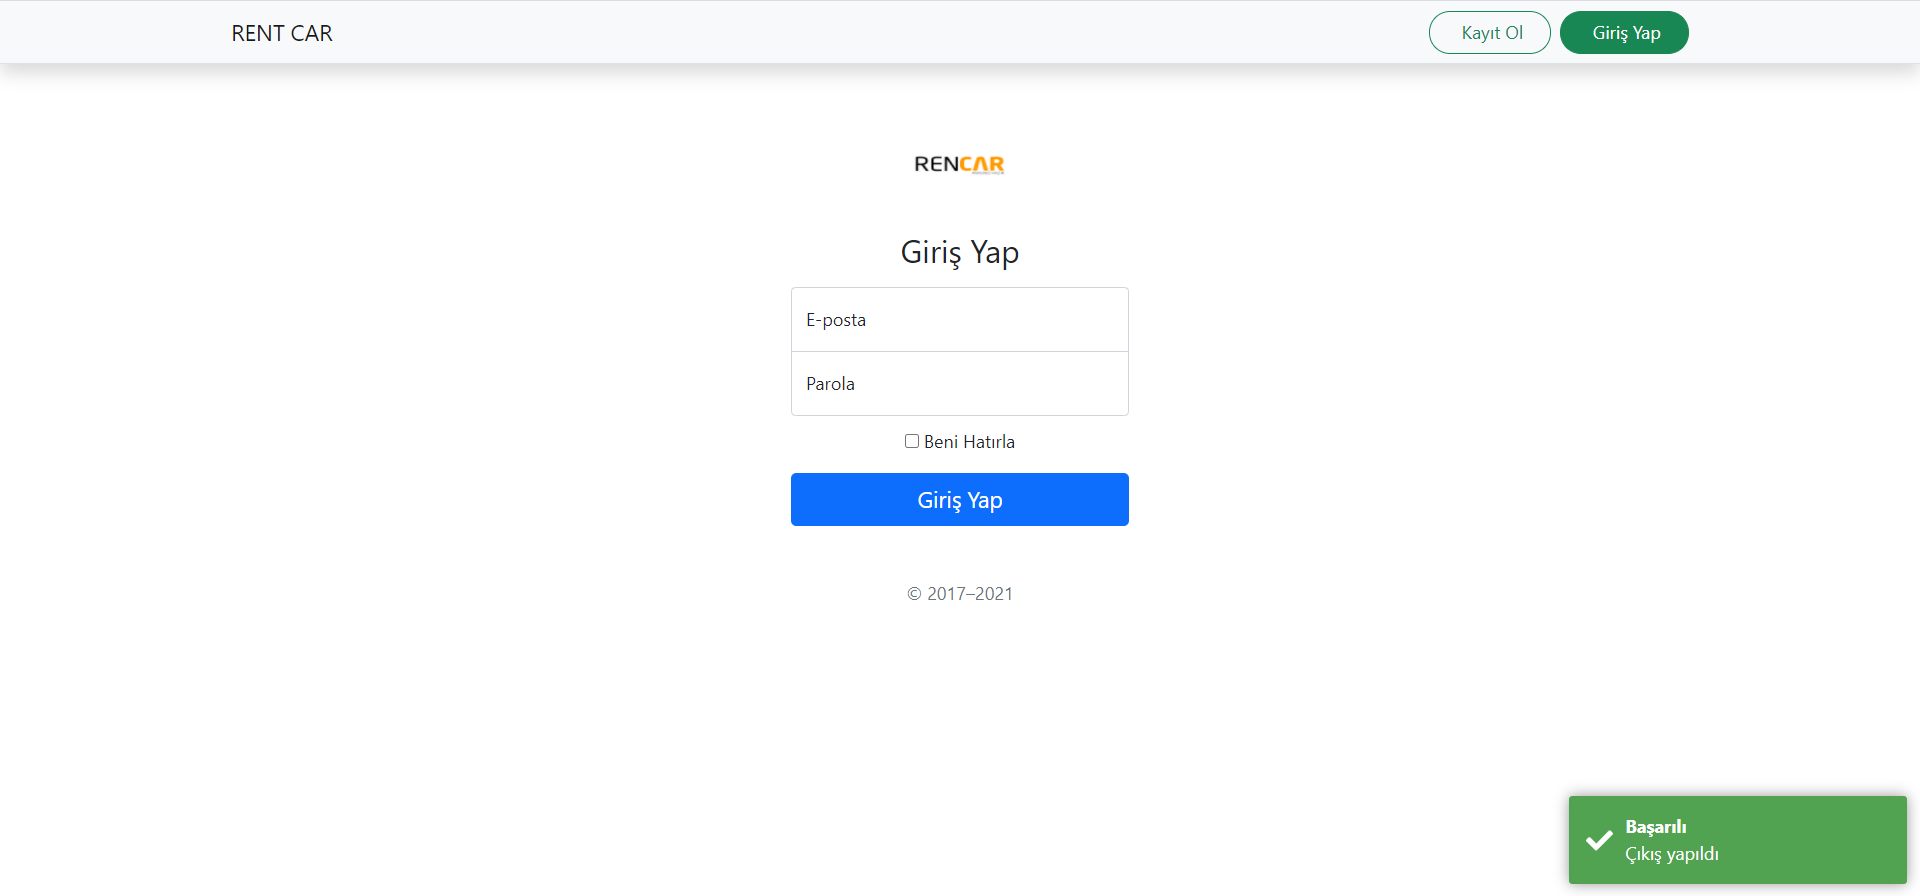 RENT CAR
Kayıt Ol
Giriş Yap
RENCAR
Giriş Yap
E-posta
Parola
Beni Hatırla
Giriş Yap
© 2017–2021
Başarılı
Çıkış yapıldı